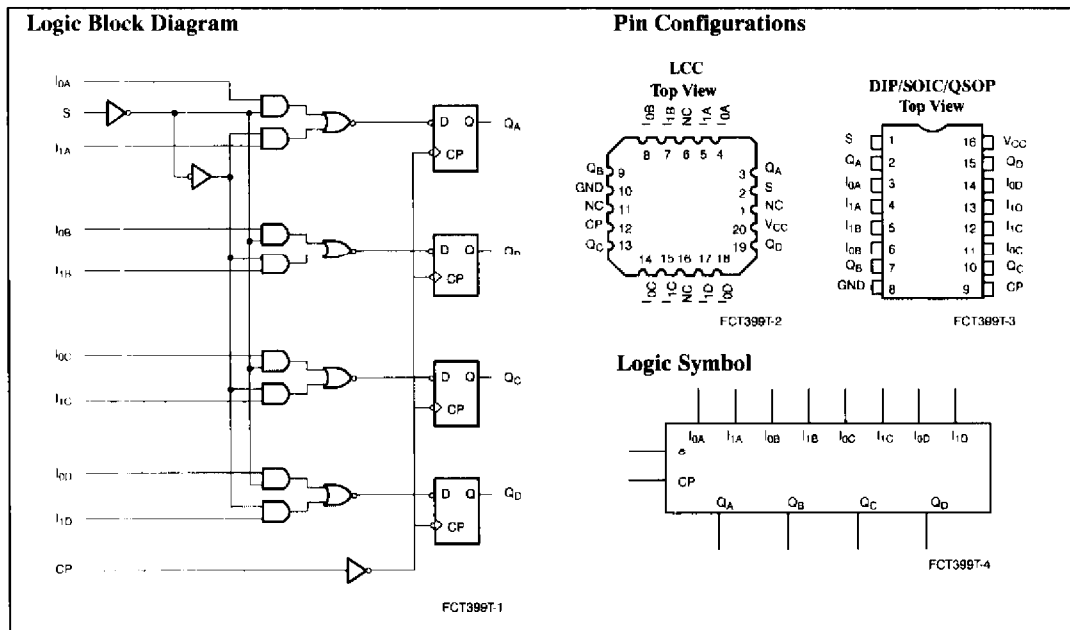 Logic Block Diagram
I0A
S
I1A
D Q QA
CP
I0B
I1B
D Q
CP
I0C
I1C
D Q QC
CP
I1D
D Q QD
CP
CP
FCT399T-1
Pin Configurations
LCC
Top View
I0B I1B NC I1A I0A
8 7 6 5 4
QB 9 3 QA
GND 10 2 S
NC 11 1 NC
CP 12 20 VCC
QC 13 19 QD
14 15 16 17 18
I0C I1C NC I1D I0D
FCT399T-2
DIP/SOIC/QSOP
Top View
S 1 16 VCC
QA 2 15 QD
I0A 3 14 I0D
I1A 4 13 I1D
I1B 5 12 I1C
I0B 6 11 I0C
QB 7 10 QC
GND 8 9 CP
FCT399T-3
Logic Symbol
I0A I1A I0B I1B I0C I1C I0D I1D
CP
QA QB QC QD
FCT399T-4